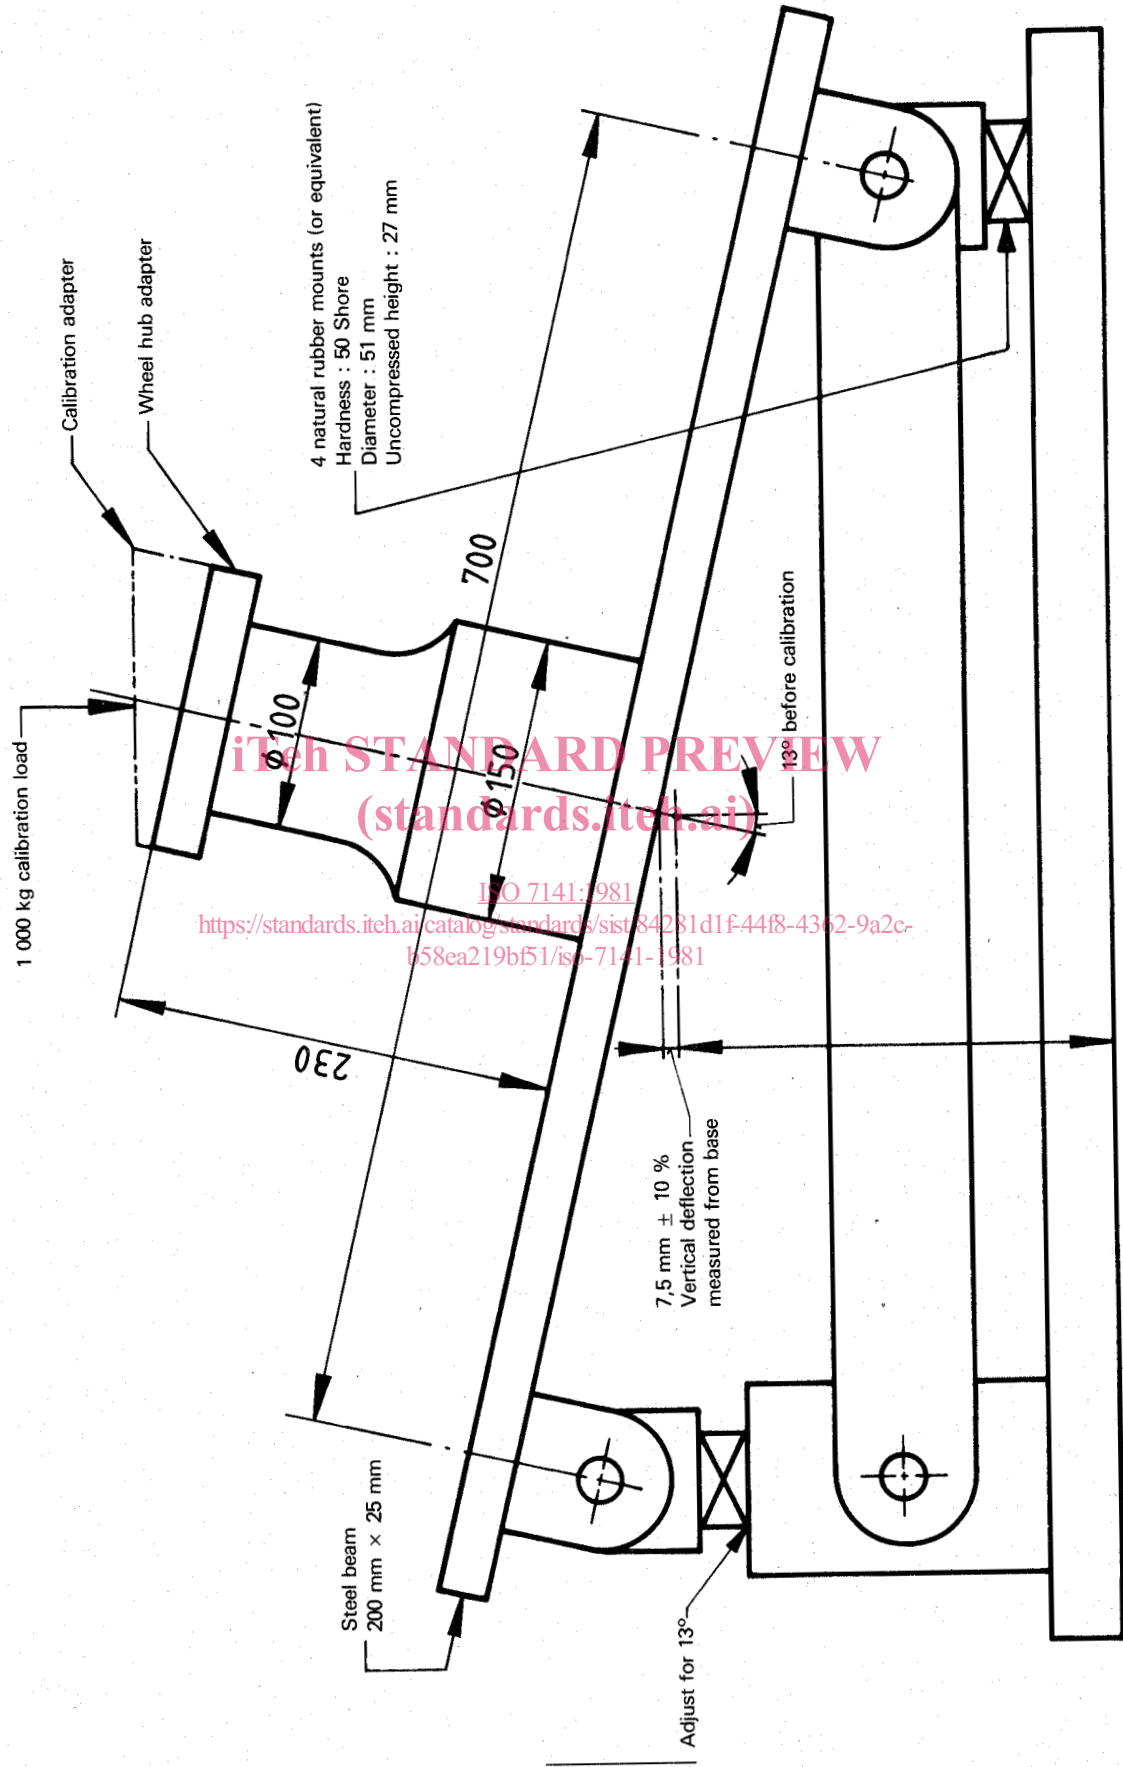 1 000 kg calibration load
Calibration adapter
Wheel hub adapter
4 natural rubber mounts (or equivalent)
Hardness : 50 Shore
Diameter : 51 mm
Uncompressed height : 27 mm
700
ϕ 100
ϕ150
230
13° before calibration
iTeh STANDARD PREVIEW
(standards.iteh.ai)
ISO 7141:1981
https://standards.iteh.ai/catalog/standards/sist/84281d1f-44f8-4362-9a2c-
b58ea219bf51/iso-7141-1981
7,5 mm ± 10 %
Vertical deflection
measured from base
Steel beam
200 mm × 25 mm
Adjust for 13°